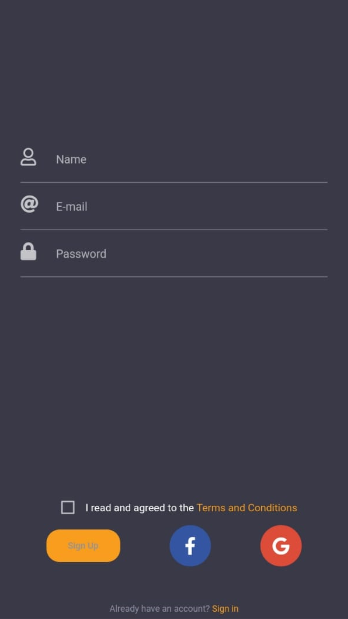 Name
@
E-mail
Password
I read and agreed to the Terms and Conditions
Sign Up
f
G
Already have an account? Sign in